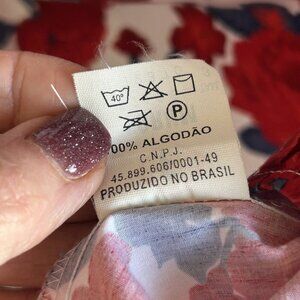 40°
P
100% ALGODÃO
C.N.P.J.
45.899.606/0001-49
PRODUZIDO NO BRASIL